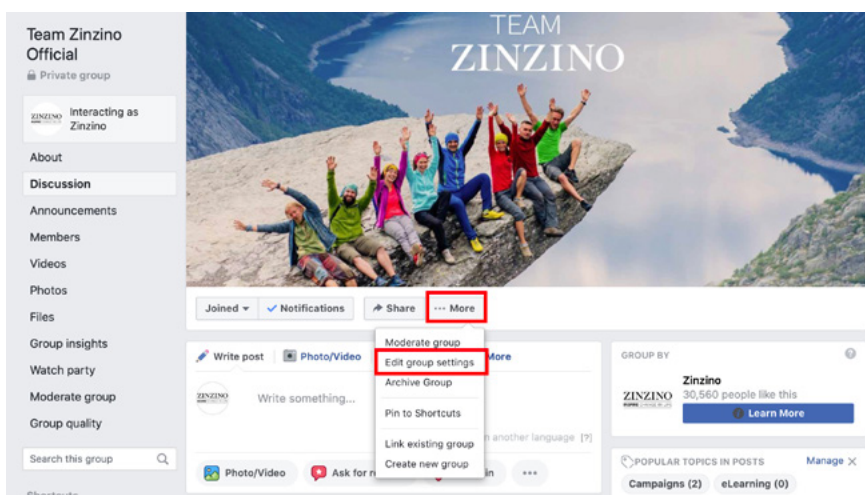 Team Zinzino
Official
Private group
TEAM
ZINZINO
ZINZINO
Interacting as
Zinzino
About
Discussion
Announcements
Members
Videos
Photos
Files
Group insights
Watch party
Moderate group
Group quality
Search this group
Joined
Notifications
Share
··· More
Moderate group
Edit group settings
Archive Group
Pin to Shortcuts
Link existing group
Create new group
Write post
Photo/Video
More
ZINZINO
Write something...
n another language [?]
Photo/Video
Ask for r
in
···
GROUP BY
ZINZINO
Zinzino
30,560 people like this
Learn More
POPULAR TOPICS IN POSTS
Manage
Campaigns (2) eLearning (0)